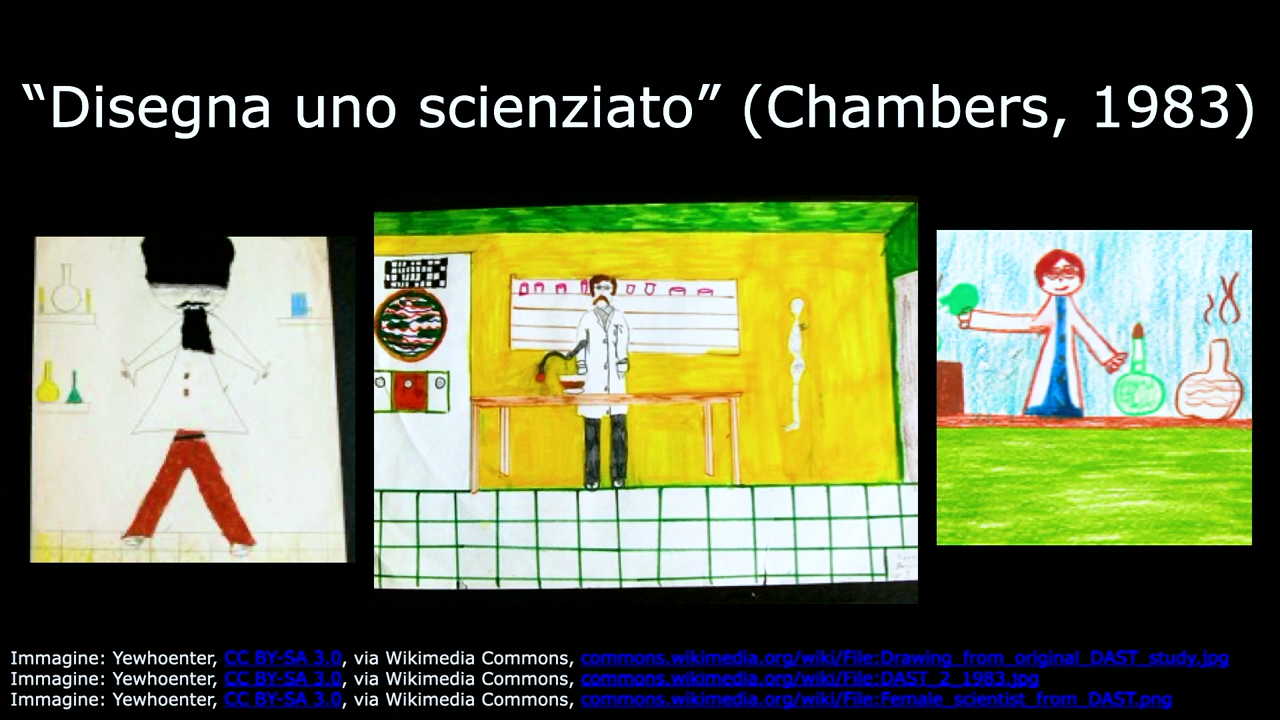 “Disegna uno scienziato” (Chambers, 1983)
Immagine: Yewhoenter, CC BY-SA 3.0, via Wikimedia Commons, commons.wikimedia.org/wiki/File:Drawing_from_original_DAST_study.jpg
Immagine: Yewhoenter, CC BY-SA 3.0, via Wikimedia Commons, commons.wikimedia.org/wiki/File:DAST_2_1983.jpg
Immagine: Yewhoenter, CC BY-SA 3.0, via Wikimedia Commons, commons.wikimedia.org/wiki/File:Female_scientist_from_DAST.png